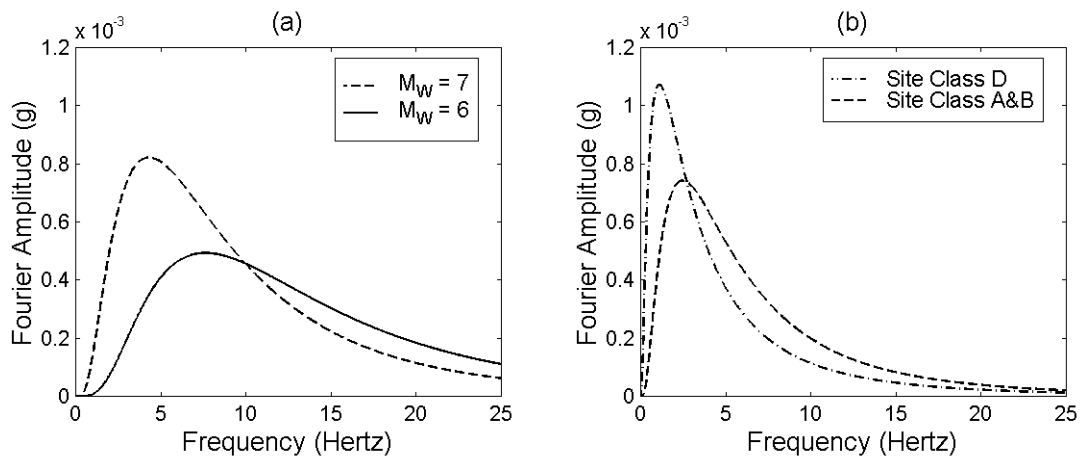 (a)
x 10^-3
1.2
1
0.8
0.6
0.4
0.2
0
Fourier Amplitude (g)
M_W = 7
M_W = 6
0 5 10 15 20 25
Frequency (Hertz)
(b)
x 10^-3
1.2
1
0.8
0.6
0.4
0.2
0
Fourier Amplitude (g)
Site Class D
Site Class A&B
0 5 10 15 20 25
Frequency (Hertz)